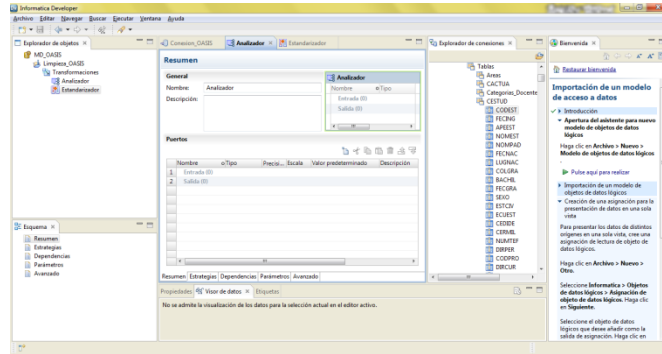 Informatica Developer
Archivo Editar Navegar Buscar Ejecutar Ventana Ayuda
Explorador de objetos
MD_OASIS
Limpieza_OASIS
Transformaciones
Analizador
Estandarizador
Esquema
Resumen
Estrategias
Dependencias
Parámetros
Avanzado
Conexion_OASIS Analizador Estandarizador
Resumen
General
Nombre: Analizador
Descripción:
Analizador
Nombre Tipo
Entrada (0)
Salida (0)
Puertos
Nombre Tipo Precisi... Escala Valor predeterminado Descripción
1 Entrada (0)
2 Salida (0)
Resumen Estrategias Dependencias Parámetros Avanzado
Propiedades Visor de datos Etiquetas
No se admite la visualización de los datos para la selección actual en el editor activo.
Explorador de conexiones
Tablas
Areas
CACTUA
Categorias_Docente
CESTUD
CODEST
FECING
APEEST
NOMEST
NOMPAD
FECNAC
LUGNAC
COLGRA
BACHIL
FECGRA
SEXO
ESTCIV
ECUEST
CEDIDE
CERMIL
NUMTEF
DIRPER
CODPRO
DIRCUR
Bienvenida
Restaurar bienvenida
Importación de un modelo
de acceso a datos
Introducción
Apertura del asistente para nuevo
modelo de objetos de datos
lógicos
Haga clic en Archivo > Nuevo >
Modelo de objetos de datos lógicos
.
Pulse aquí para realizar
Importación de un modelo de
objetos de datos lógicos
Creación de una asignación para la
presentación de datos en una sola
vista
Para presentar los datos de distintos
orígenes en una sola vista, cree una
asignación de lectura de objeto de
datos lógicos.
Haga clic en Archivo > Nuevo >
Otro.
Seleccione Informatica > Objetos
de datos lógicos > Asignación de
objeto de datos lógicos. Haga clic
en Siguiente.
Seleccione el objeto de datos
lógicos que desee añadir como la
salida de asignación. Haga clic en